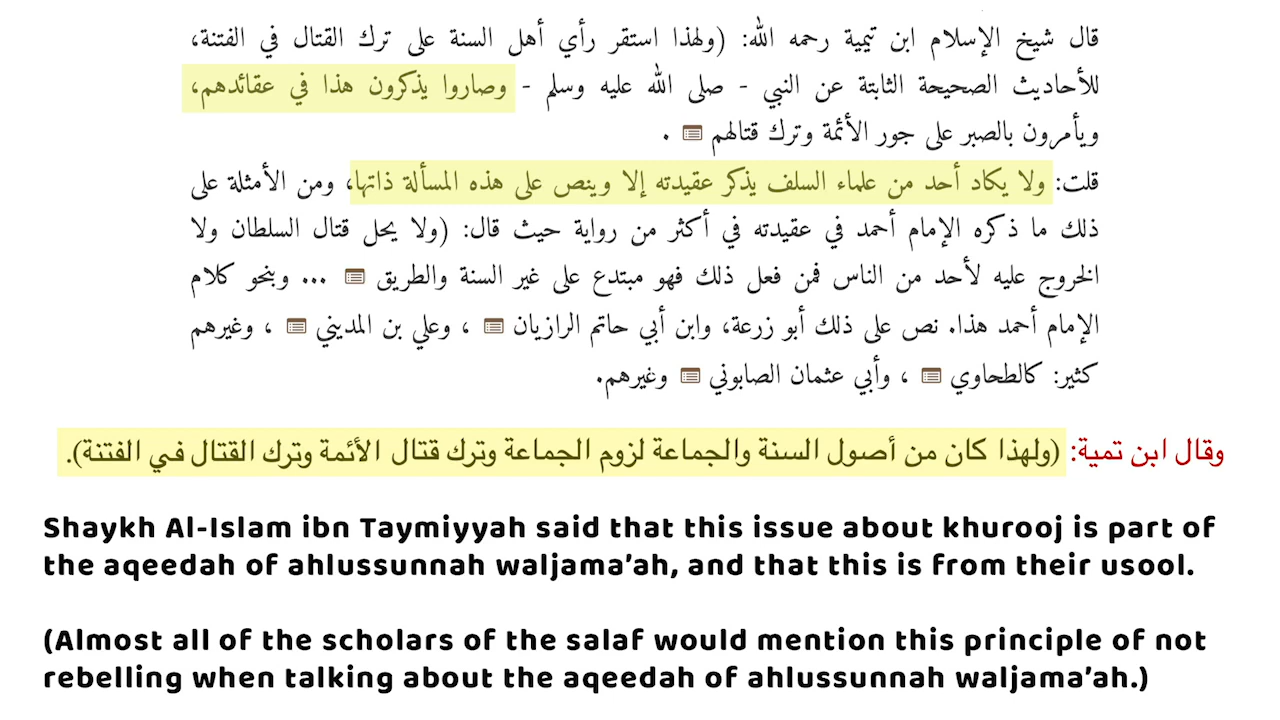 قال شيخ الإسلام ابن تيمية رحمه الله: (ولهذا استقر رأي أهل السنة على ترك القتال في الفتنة،
للأحاديث الصحيحة الثابتة عن النبي - صلى الله عليه وسلم - وصاروا يذكرون هذا في عقائدهم،
ويأمرون بالصبر على جور الأئمة وترك قتالهم .
قلت: ولا يكاد أحد من علماء السلف يذكر عقيدته إلا وينص على هذه المسألة ذاتها، ومن الأمثلة على
ذلك ما ذكره الإمام أحمد في عقيدته في أكثر من رواية حيث قال: (ولا يحل قتال السلطان ولا
الخروج عليه لأحد من الناس فمن فعل ذلك فهو مبتدع على غير السنة والطريق ... وبنحو كلام
الإمام أحمد هذا. نص على ذلك أبو زرعة، وابن أبي حاتم الرازيان ، وعلي بن المديني ، وغيرهم
كثير: كالطحاوي ، وأبي عثمان الصابوني وغيرهم.
وقال ابن تمية: (ولهذا كان من أصول السنة والجماعة لزوم الجماعة وترك قتال الأئمة وترك القتال في الفتنة).
Shaykh Al-Islam ibn Taymiyyah said that this issue about khurooj is part of
the aqeedah of ahlussunnah waljama'ah, and that this is from their usool.
(Almost all of the scholars of the salaf would mention this principle of not
rebelling when talking about the aqeedah of ahlussunnah waljama'ah.)